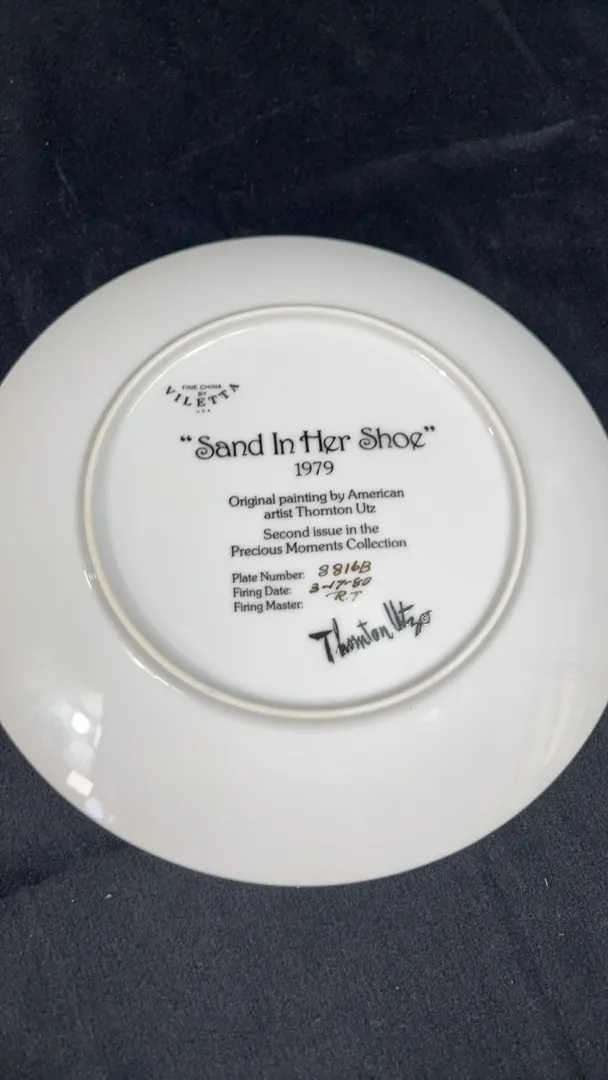 FINE CHINA
BY
VILETTA
USA
“Sand In Her Shoe”
1979
Original painting by American
artist Thornton Utz
Second issue in the
Precious Moments Collection
Plate Number: 3816B
Firing Date: 3-17-80
Firing Master: R.T
Thornton Utz